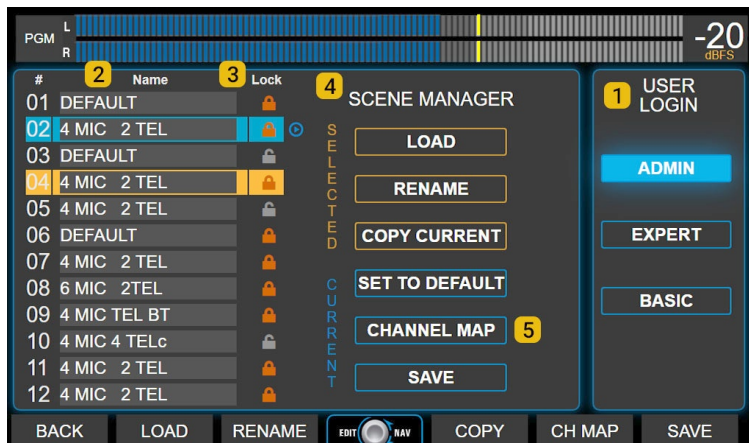 PGM L R -20 dBFS
# 2 Name 3 Lock
01 DEFAULT
02 4 MIC 2 TEL
03 DEFAULT
04 4 MIC 2 TEL
05 4 MIC 2 TEL
06 DEFAULT
07 4 MIC 2 TEL
08 6 MIC 2TEL
09 4 MIC TEL BT
10 4 MIC 4 TELc
11 4 MIC 2 TEL
12 4 MIC 2 TEL
4 SCENE MANAGER
SELECTED
LOAD
RENAME
COPY CURRENT
CURRENT
SET TO DEFAULT
CHANNEL MAP 5
SAVE
1 USER
LOGIN
ADMIN
EXPERT
BASIC
BACK LOAD RENAME EDIT NAV COPY CH MAP SAVE